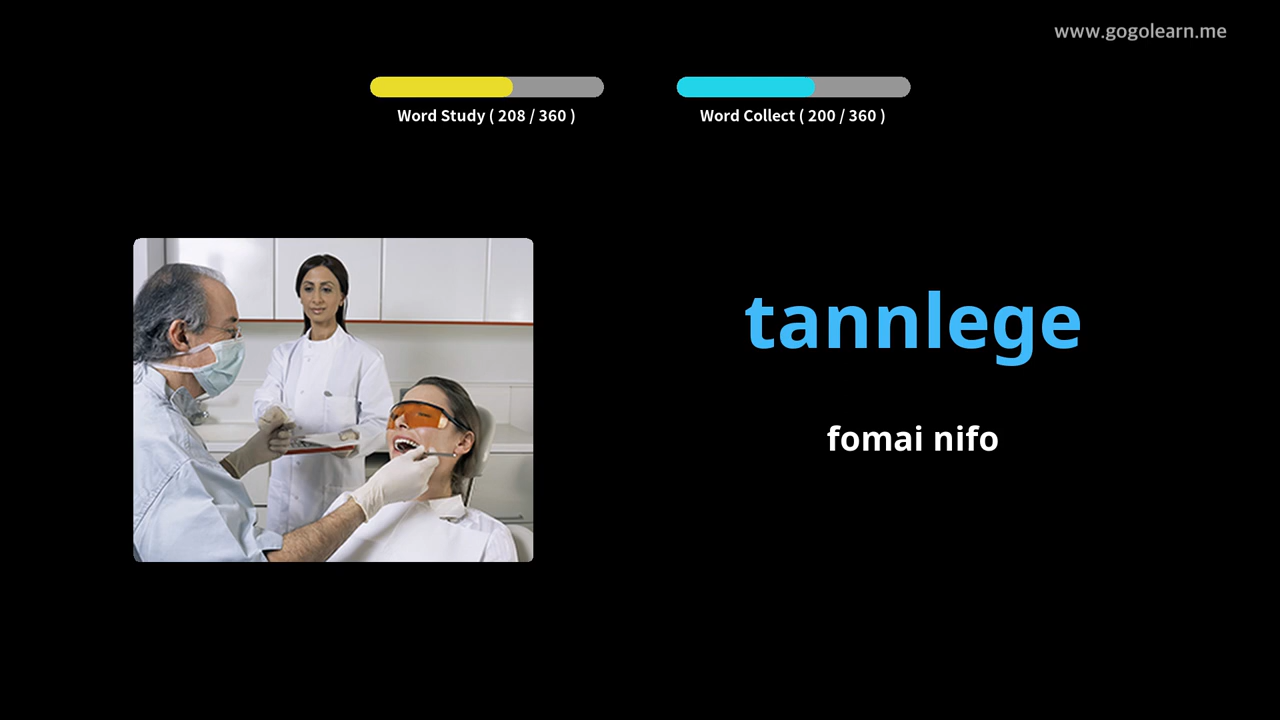 www.gogolearn.me
Word Study ( 208 / 360 )
Word Collect ( 200 / 360 )
tannlege
fomai nifo